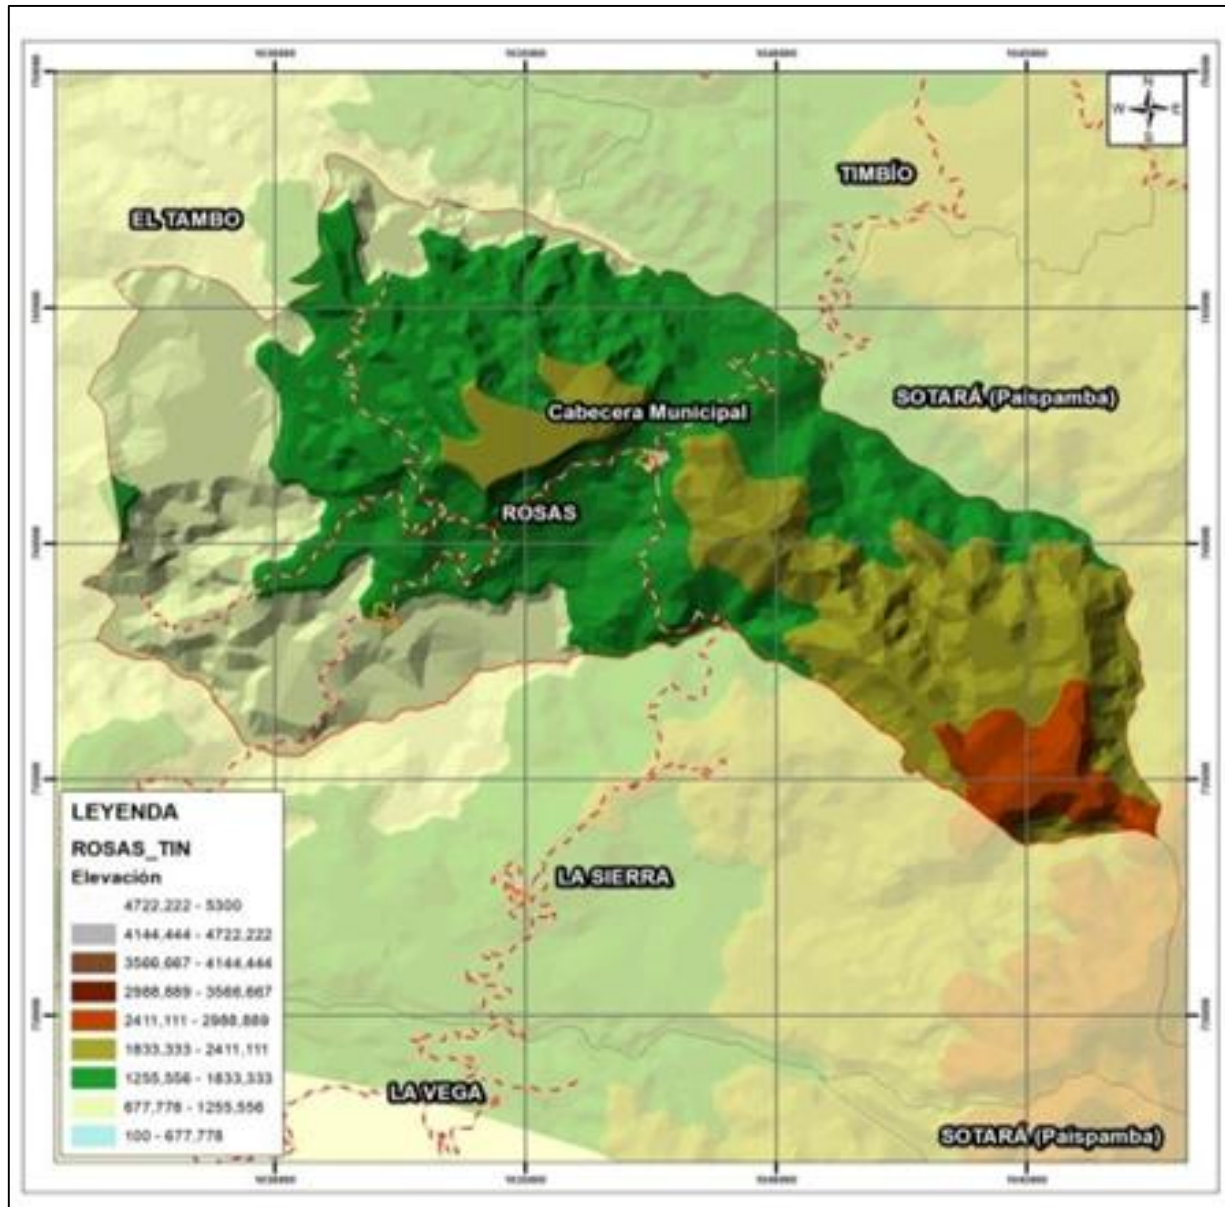 N
W E
S
TIMBÍO
EL TAMBO
SOTARÁ (Paispamba)
Cabecera Municipal
ROSAS
LEYENDA
ROSAS_TIN
Elevación
4722,222 - 5300
4144,444 - 4722,222
3566,667 - 4144,444
2988,889 - 3566,667
2411,111 - 2988,889
1833,333 - 2411,111
1255,556 - 1833,333
677,778 - 1255,556
100 - 677,778
LA SIERRA
LA VEGA
SOTARÁ (Paispamba)